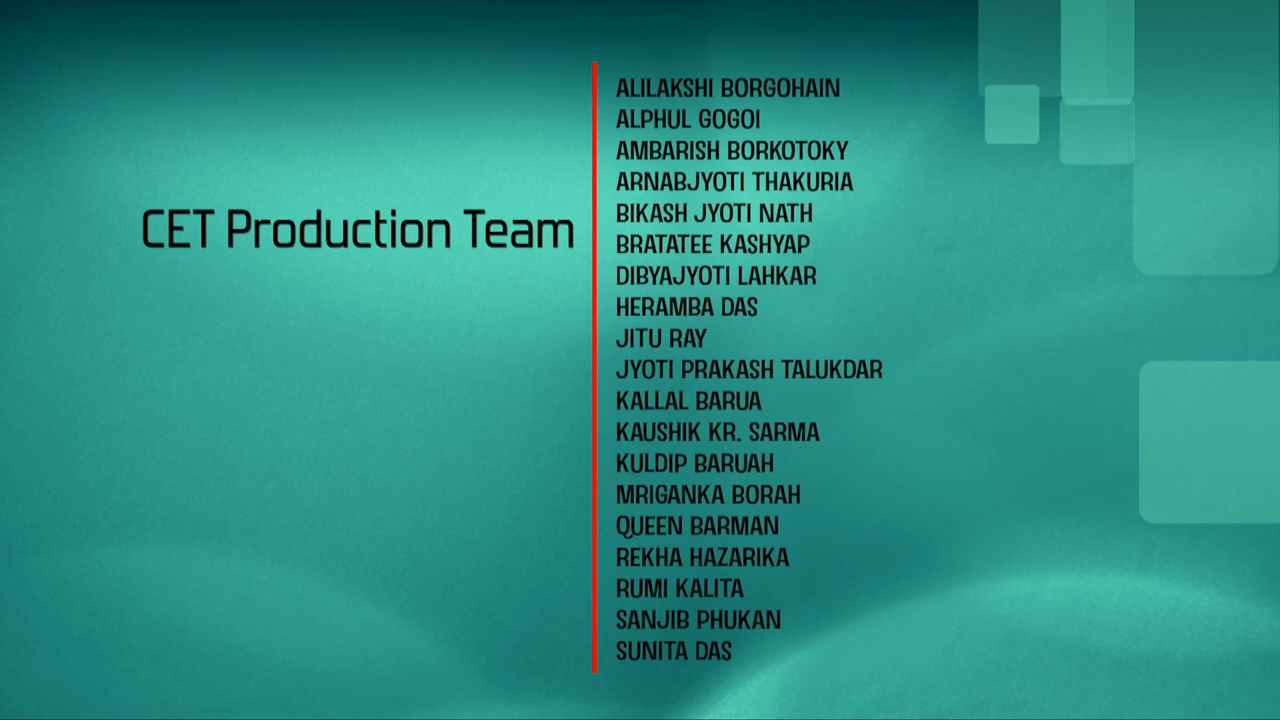 CET Production Team
ALILAKSHI BORGOHAIN
ALPHUL GOGOI
AMBARISH BORKOTOKY
ARNABJYOTI THAKURIA
BIKASH JYOTI NATH
BRATATEE KASHYAP
DIBYAJYOTI LAHKAR
HERAMBA DAS
JITU RAY
JYOTI PRAKASH TALUKDAR
KALLAL BARUA
KAUSHIK KR. SARMA
KULDIP BARUAH
MRIGANKA BORAH
QUEEN BARMAN
REKHA HAZARIKA
RUMI KALITA
SANJIB PHUKAN
SUNITA DAS